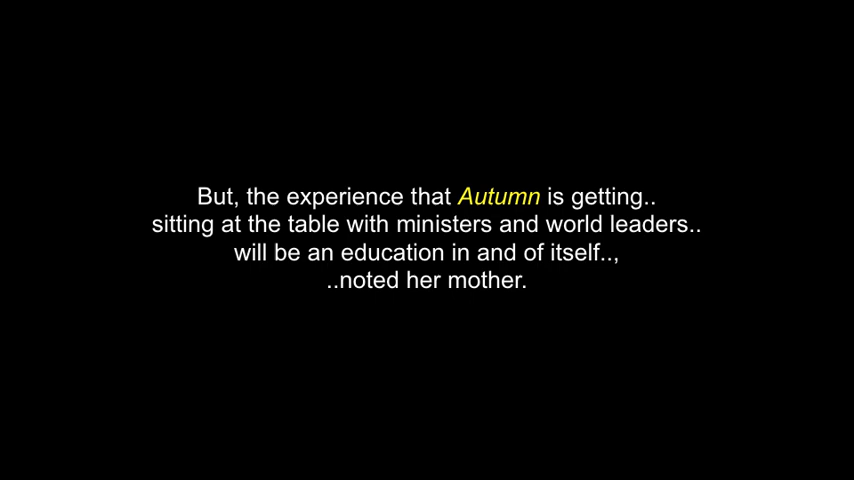 But, the experience that Autumn is getting..
sitting at the table with ministers and world leaders..
will be an education in and of itself..,
..noted her mother.